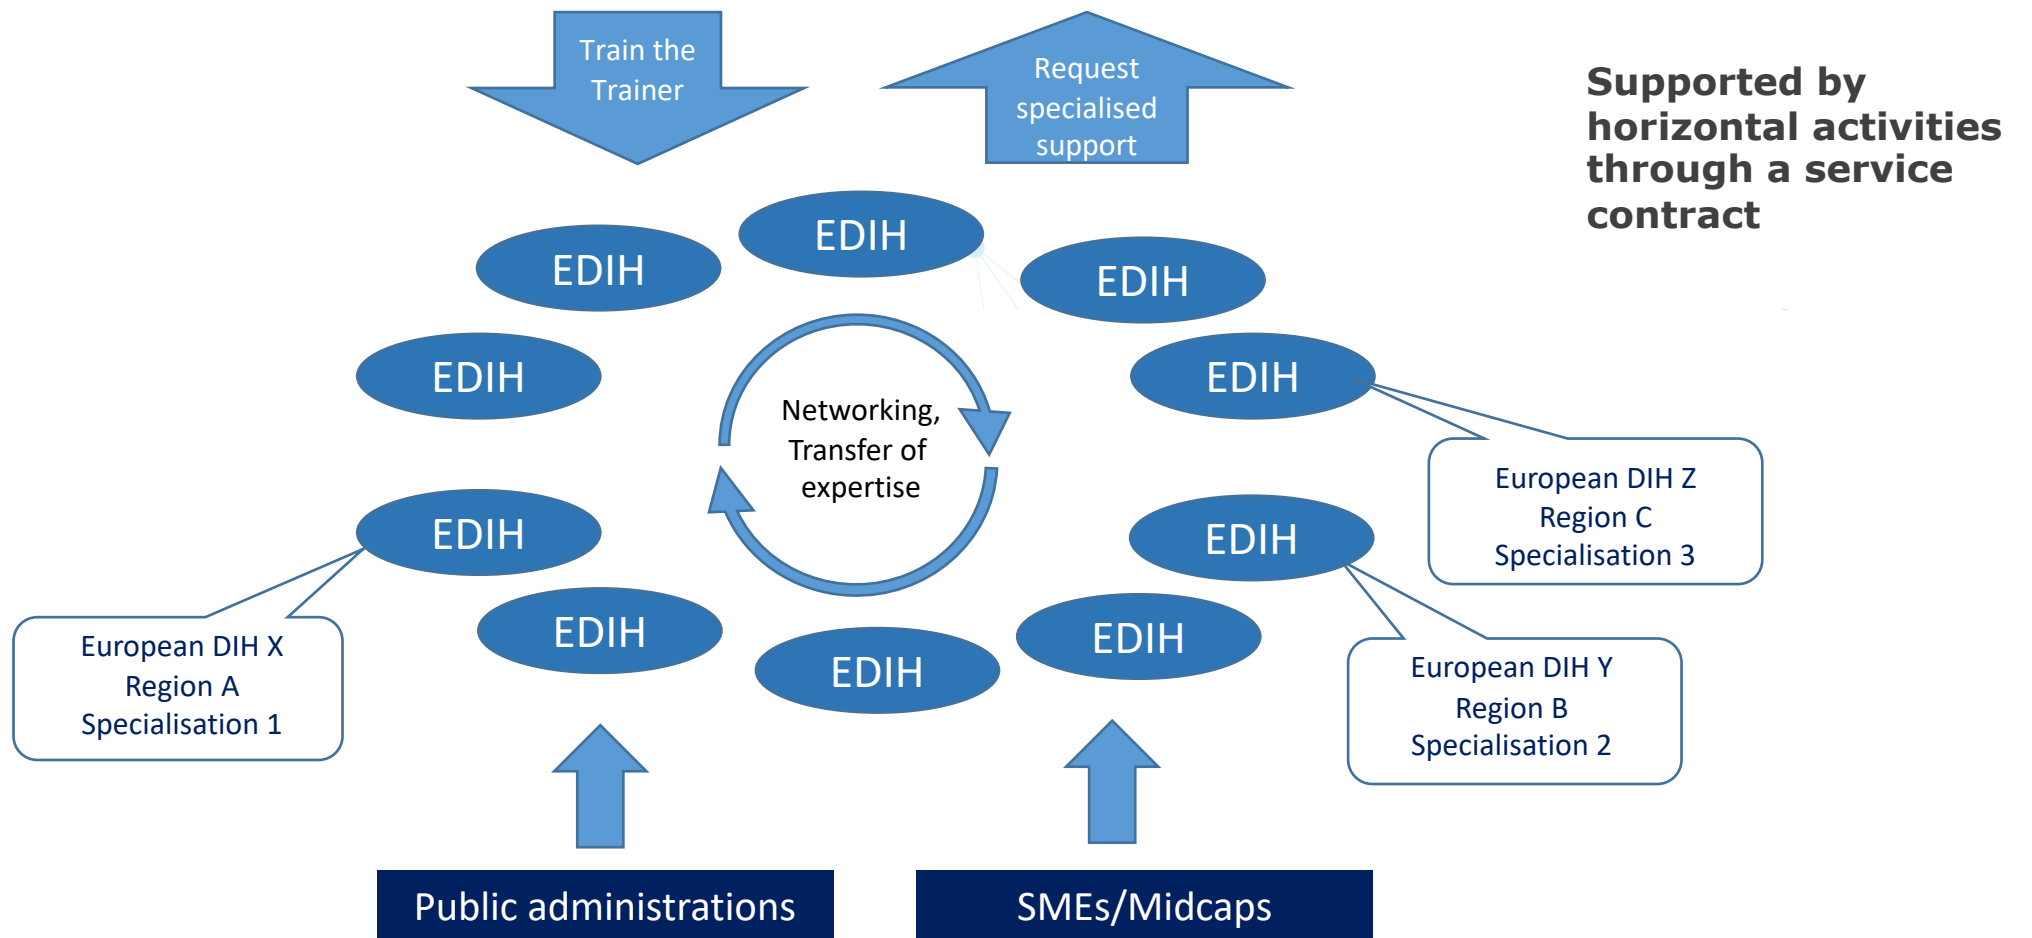 Train the
Trainer
Request
specialised
support
Supported by
horizontal activities
through a service
contract
EDIH
EDIH
EDIH
EDIH
EDIH
Networking,
Transfer of
expertise
European DIH Z
Region C
Specialisation 3
EDIH
EDIH
EDIH
EDIH
EDIH
European DIH X
Region A
Specialisation 1
European DIH Y
Region B
Specialisation 2
Public administrations
SMEs/Midcaps